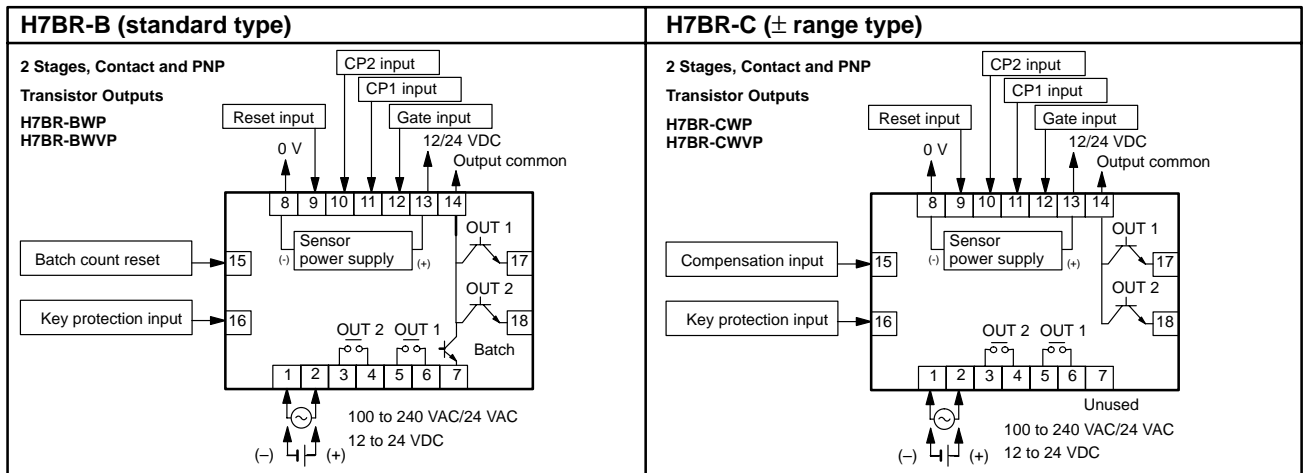 H7BR-B (standard type)
2 Stages, Contact and PNP
Transistor Outputs
H7BR-BWP
H7BR-BWVP
CP2 input
CP1 input
Reset input
Gate input
12/24 VDC
0 V
Output common
8 9 10 11 12 13 14
OUT 1
Sensor
power supply
(-)
(+)
Batch count reset
15
17
OUT 2
Key protection input
16
18
OUT 2
OUT 1
Batch
1 2 3 4 5 6 7
100 to 240 VAC/24 VAC
12 to 24 VDC
(–)
(+)
H7BR-C (± range type)
2 Stages, Contact and PNP
Transistor Outputs
H7BR-CWP
H7BR-CWVP
CP2 input
CP1 input
Reset input
Gate input
12/24 VDC
0 V
Output common
8 9 10 11 12 13 14
OUT 1
Sensor
power supply
(-)
(+)
Compensation input
15
17
OUT 2
Key protection input
16
18
OUT 2
OUT 1
1 2 3 4 5 6 7
Unused
100 to 240 VAC/24 VAC
(–)
(+)
12 to 24 VDC